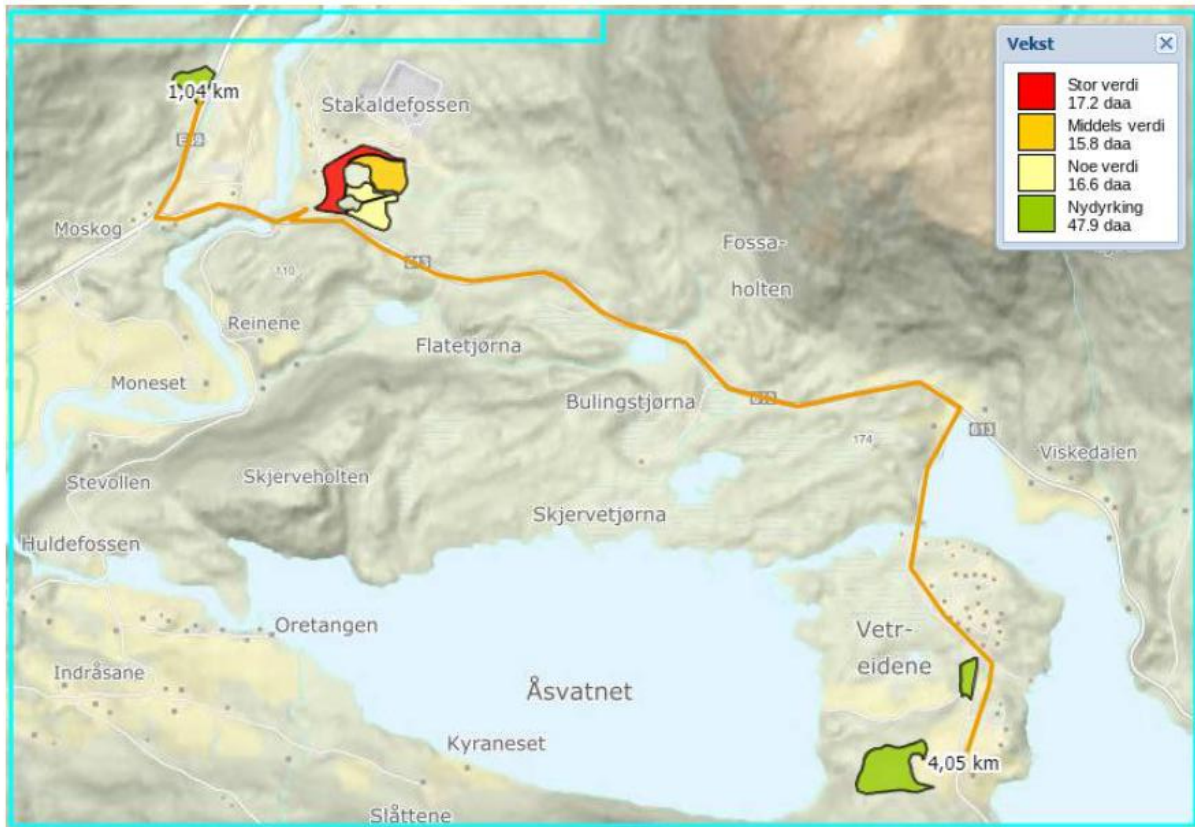 Vekst
Stor verdi
17.2 daa
Middels verdi
15.8 daa
Noe verdi
16.6 daa
Nydyrking
47.9 daa
1,04 km
Stakaldefossen
Moskog
110
Fossa-
holten
Reinene
Flatetjørna
Moneset
Bulingstjørna
613
174
Viskedalen
Stevollen
Skjerveholten
Skjervetjørna
Huldefossen
Oretangen
Vetr-
eidene
Indråsane
Åsvatnet
Kyraneset
4,05 km
Slåttene